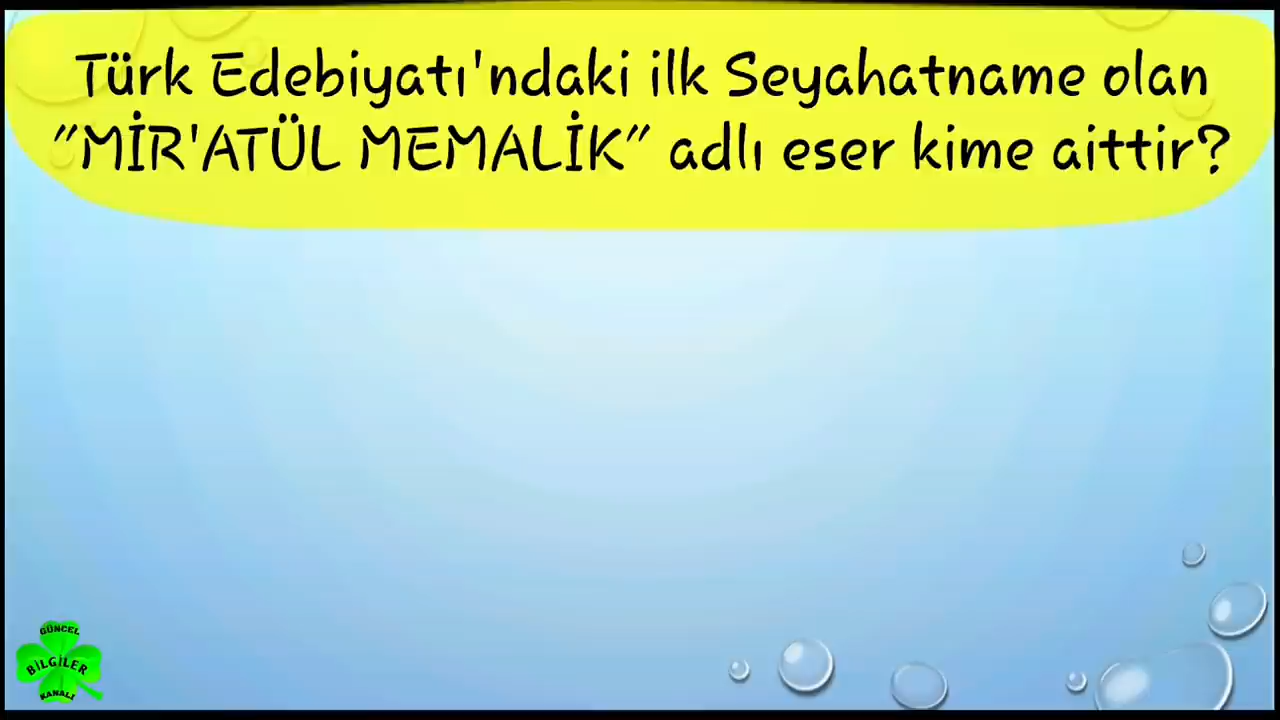 Türk Edebiyatı'ndaki ilk Seyahatname olan
"MİR'ATÜL MEMALİK" adlı eser kime aittir?
GÜNCEL
BİLGİLER
KANALI